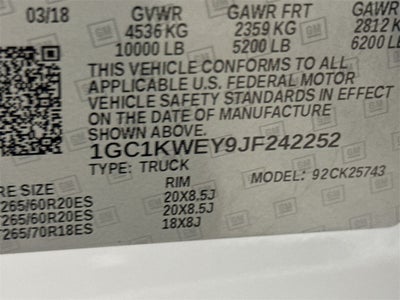 03/18 GVWR GAWR FRT GAWR
4536 KG 2359 KG 2812 K
10000 LB 5200 LB 6200 LB
THIS VEHICLE CONFORMS TO ALL
APPLICABLE U.S. FEDERAL MOTOR
VEHICLE SAFETY STANDARDS IN EFFECT
ON THE DATE OF MANUFACTURE
SHOWN ABOVE.
1GC1KWEY9JF242252
TYPE: TRUCK MODEL: 92CK25743
RE SIZE RIM
265/60R20ES 20X8.5J
265/60R20ES 20X8.5J
265/70R18ES 18X8J